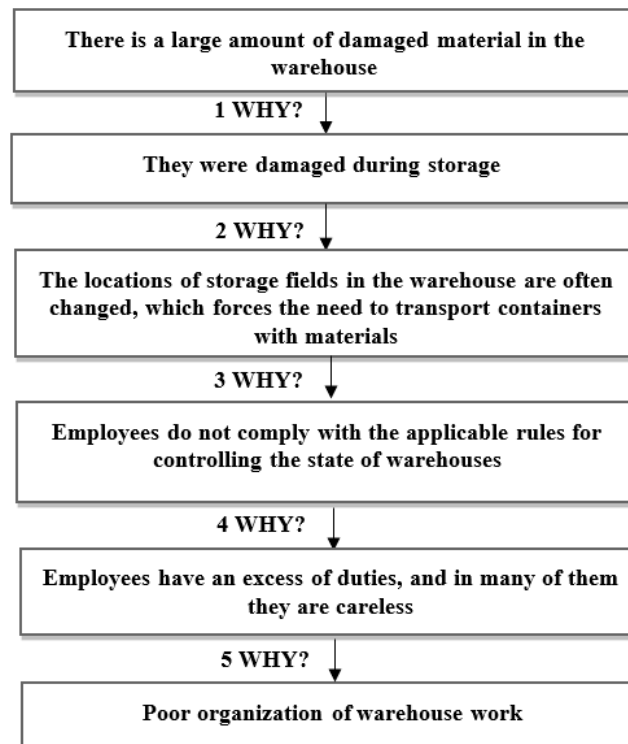 There is a large amount of damaged material in the
warehouse
1 WHY?
They were damaged during storage
2 WHY?
The locations of storage fields in the warehouse are often
changed, which forces the need to transport containers
with materials
3 WHY?
Employees do not comply with the applicable rules for
controlling the state of warehouses
4 WHY?
Employees have an excess of duties, and in many of them
they are careless
5 WHY?
Poor organization of warehouse work